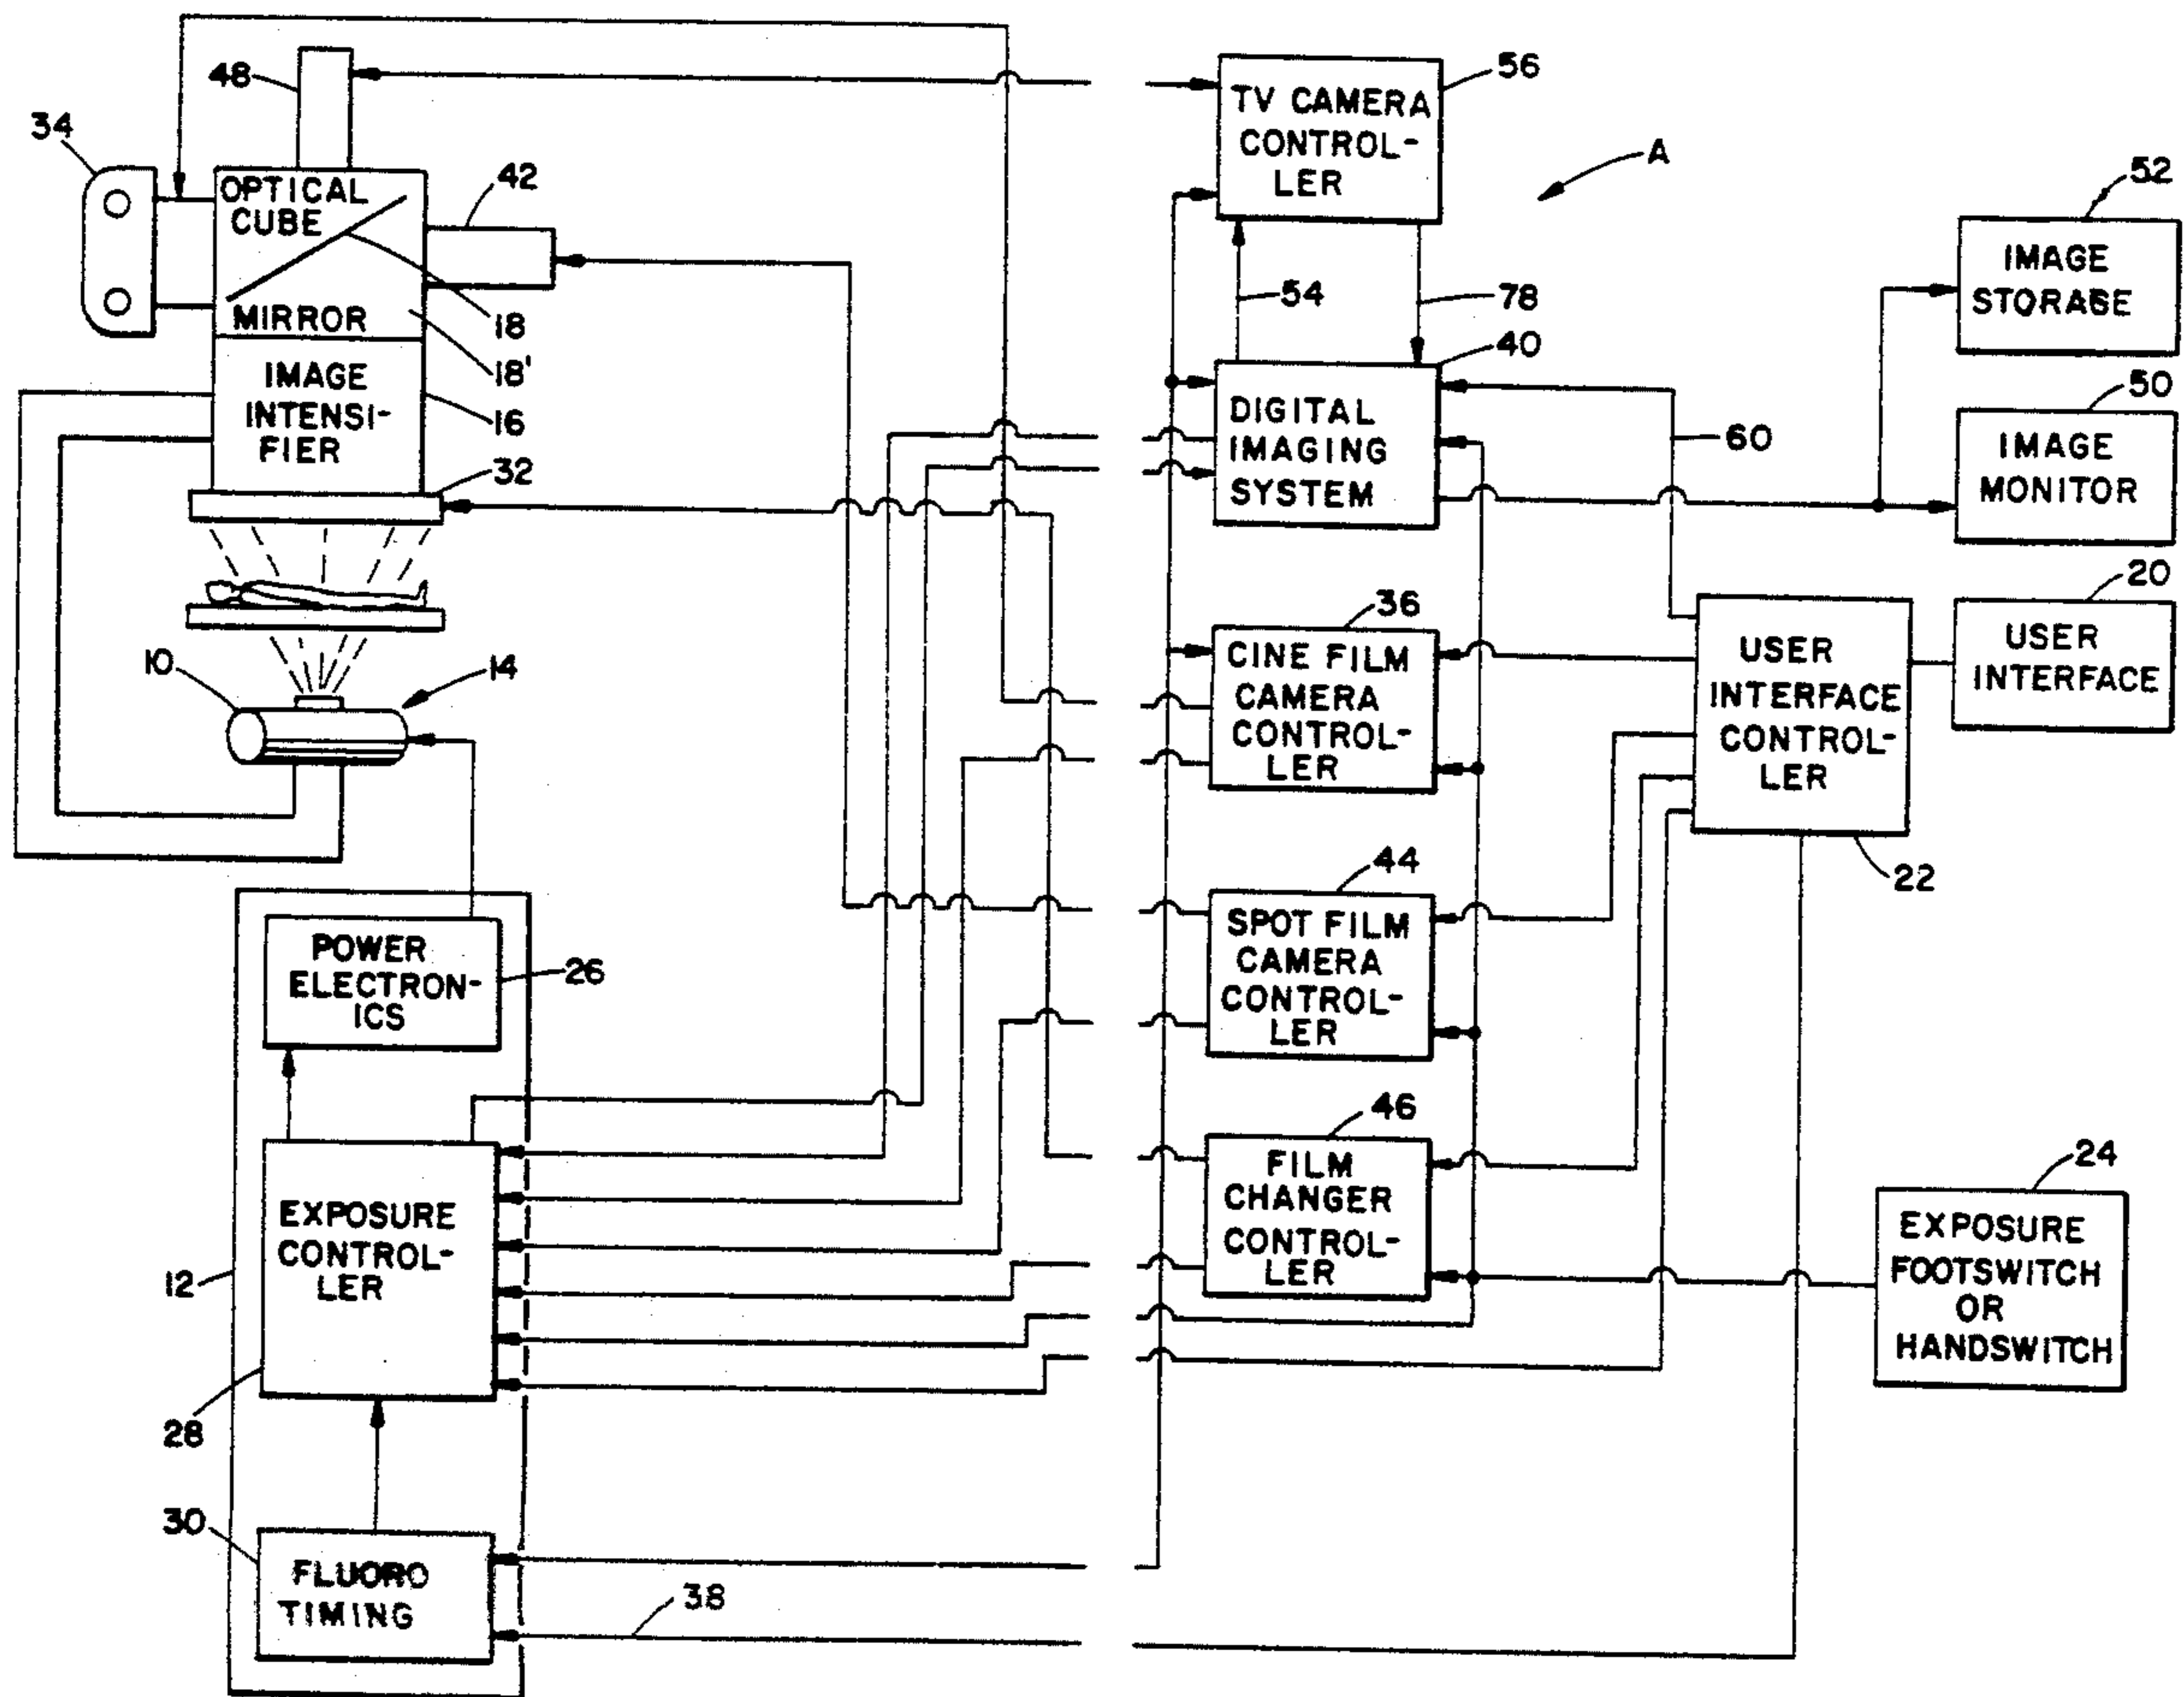 48
34
OPTICAL
CUBE
MIRROR
42
18
18'
IMAGE
INTENSI-
FIER
16
32
10
14
POWER
ELECTRON-
ICS
26
12
EXPOSURE
CONTROL-
LER
28
30
FLUORO
TIMING
38
TV CAMERA
CONTROL-
LER
56
A
54
78
40
DIGITAL
IMAGING
SYSTEM
60
52
IMAGE
STORAGE
50
IMAGE
MONITOR
20
USER
INTERFACE
36
CINE FILM
CAMERA
CONTROL-
LER
USER
INTERFACE
CONTROL-
LER
22
44
SPOT FILM
CAMERA
CONTROL-
LER
46
FILM
CHANGER
CONTROL-
LER
24
EXPOSURE
FOOTSWITCH
OR
HANDSWITCH